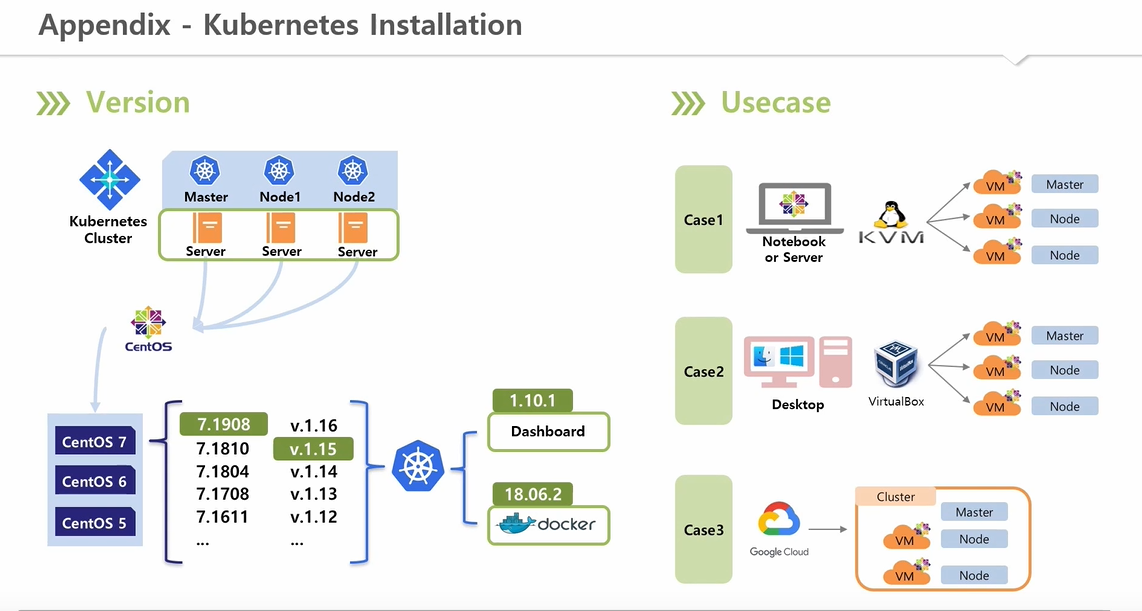 Appendix - Kubernetes Installation
Version
Kubernetes
Cluster
Master
Node1
Node2
Server
Server
Server
CentOS
CentOS 7
CentOS 6
CentOS 5
7.1908
7.1810
7.1804
7.1708
7.1611
...
v.1.16
v.1.15
v.1.14
v.1.13
v.1.12
...
1.10.1
Dashboard
18.06.2
docker
Usecase
Case1
Notebook
or Server
KVM
VM
Master
VM
Node
VM
Node
Case2
Desktop
VirtualBox
VM
Master
VM
Node
VM
Node
Case3
Google Cloud
Cluster
Master
VM
Node
VM
Node